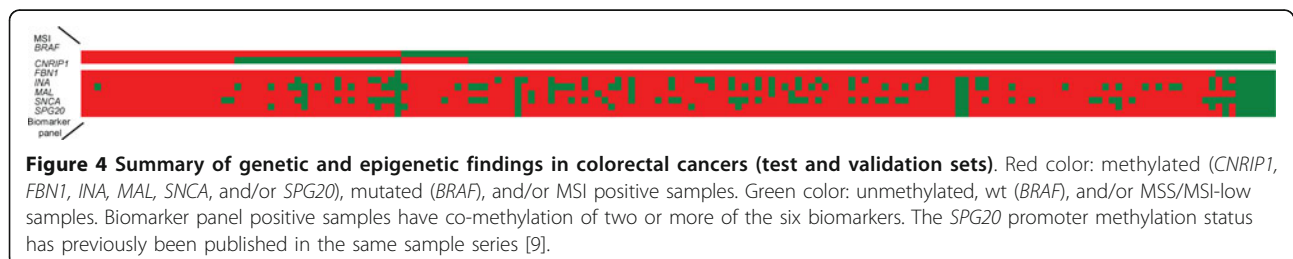 MSI
BRAF
CNRIP1
FBN1
INA
MAL
SNCA
SPG20
Biomarker
panel
Figure 4 Summary of genetic and epigenetic findings in colorectal cancers (test and validation sets). Red color: methylated (CNRIP1,
FBN1, INA, MAL, SNCA, and/or SPG20), mutated (BRAF), and/or MSI positive samples. Green color: unmethylated, wt (BRAF), and/or MSS/MSI-low
samples. Biomarker panel positive samples have co-methylation of two or more of the six biomarkers. The SPG20 promoter methylation status
has previously been published in the same sample series [9].